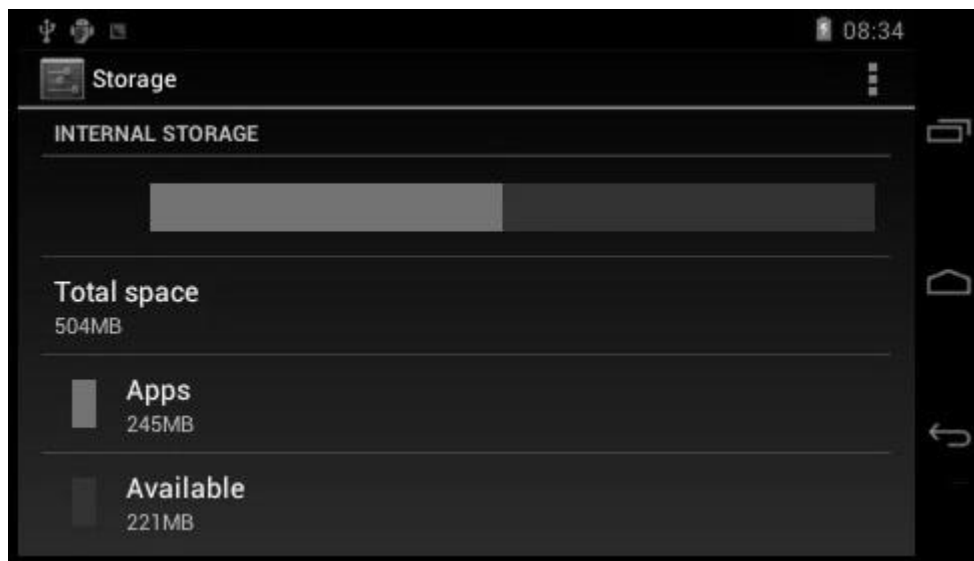 08:34
Storage
INTERNAL STORAGE
Total space
504MB
Apps
245MB
Available
221MB